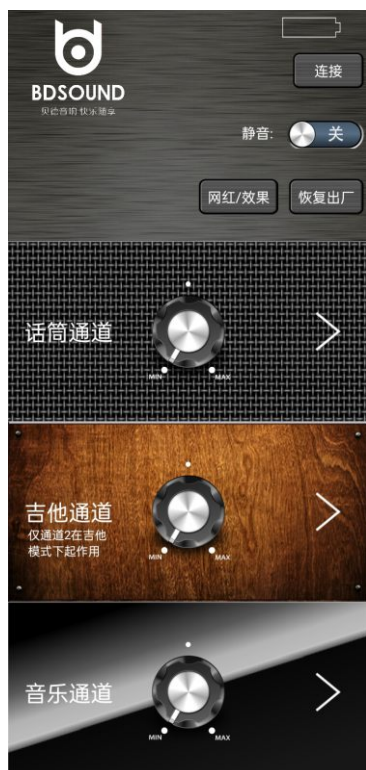 BDSOUND
贝德音响 快乐随享
连接
静音: 关
网红/效果
恢复出厂
话筒通道
MIN MAX
吉他通道
仅通道2在吉他
模式下起作用
MIN MAX
音乐通道
MIN MAX